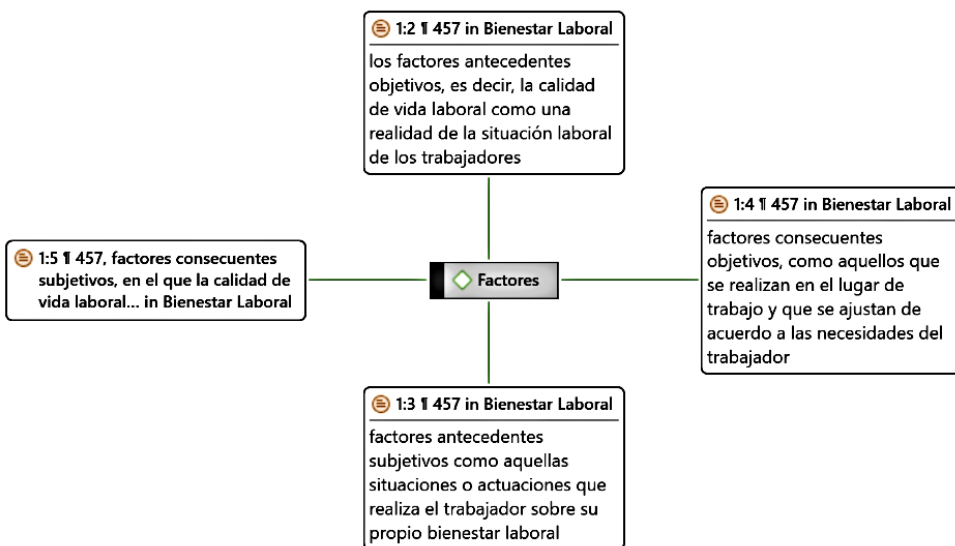 1:2 ¶ 457 in Bienestar Laboral
los factores antecedentes
objetivos, es decir, la calidad
de vida laboral como una
realidad de la situación laboral
de los trabajadores
1:4 ¶ 457 in Bienestar Laboral
factores consecuentes
objetivos, como aquellos que
se realizan en el lugar de
trabajo y que se ajustan de
acuerdo a las necesidades del
trabajador
1:5 ¶ 457, factores consecuentes
subjetivos, en el que la calidad de
vida laboral... in Bienestar Laboral
Factores
1:3 ¶ 457 in Bienestar Laboral
factores antecedentes
subjetivos como aquellas
situaciones o actuaciones que
realiza el trabajador sobre su
propio bienestar laboral